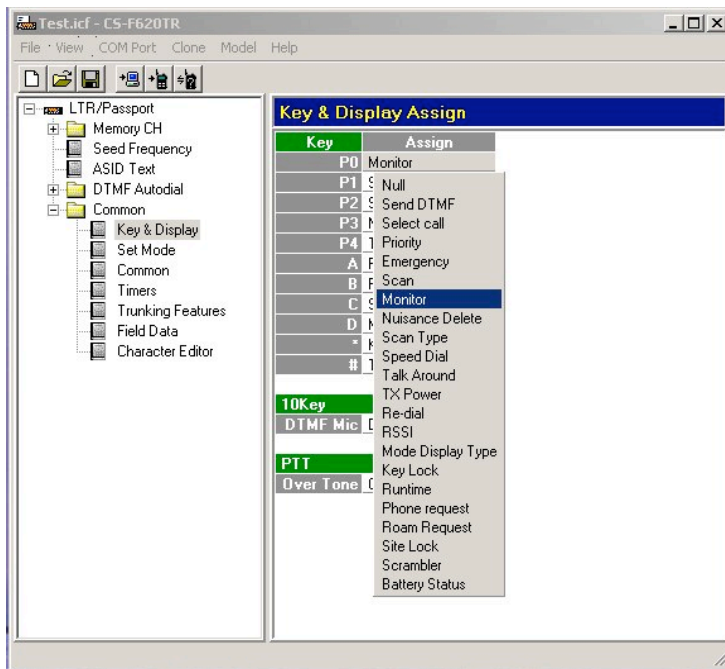 Test.icf - CS-F620TR
File View COM Port Clone Model Help
LTR/Passport
Memory CH
Seed Frequency
ASID Text
DTMF Autodial
Common
Key & Display
Set Mode
Common
Timers
Trunking Features
Field Data
Character Editor
Key & Display Assign
Key Assign
P0 Monitor
P1
P2
P3
P4
A
B
C
D
*
#
10Key
DTMF Mic
PTT
Over Tone
Null
Send DTMF
Select call
Priority
Emergency
Scan
Monitor
Nuisance Delete
Scan Type
Speed Dial
Talk Around
TX Power
Re-dial
RSSI
Mode Display Type
Key Lock
Runtime
Phone request
Roam Request
Site Lock
Scrambler
Battery Status